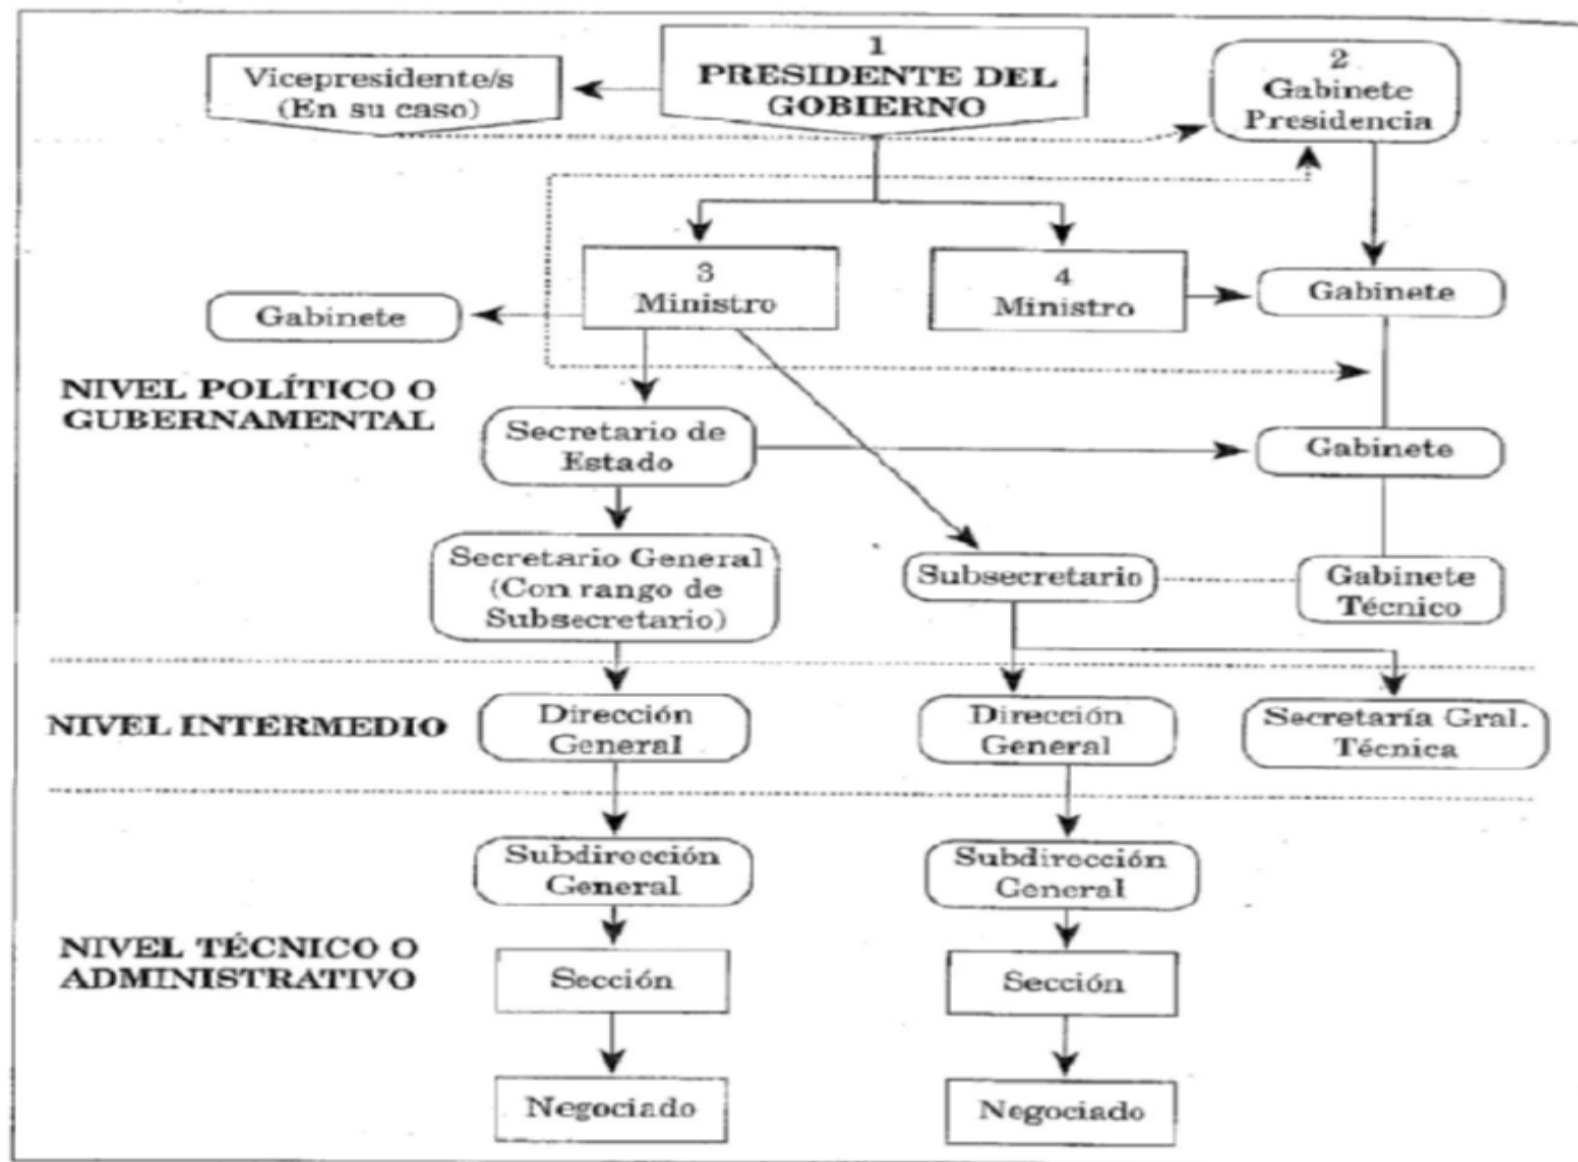 Vicepresidente/s
(En su caso)
1
PRESIDENTE DEL
GOBIERNO
2
Gabinete
Presidencia
Gabinete
3
Ministro
4
Ministro
Gabinete
NIVEL POLÍTICO O
GUBERNAMENTAL
Secretario de
Estado
Gabinete
Secretario General
(Con rango de
Subsecretario)
Subsecretario
Gabinete
Técnico
NIVEL INTERMEDIO
Dirección
General
Dirección
General
Secretaría Gral.
Técnica
NIVEL TÉCNICO O
ADMINISTRATIVO
Subdirección
General
Subdirección
General
Sección
Sección
Negociado
Negociado